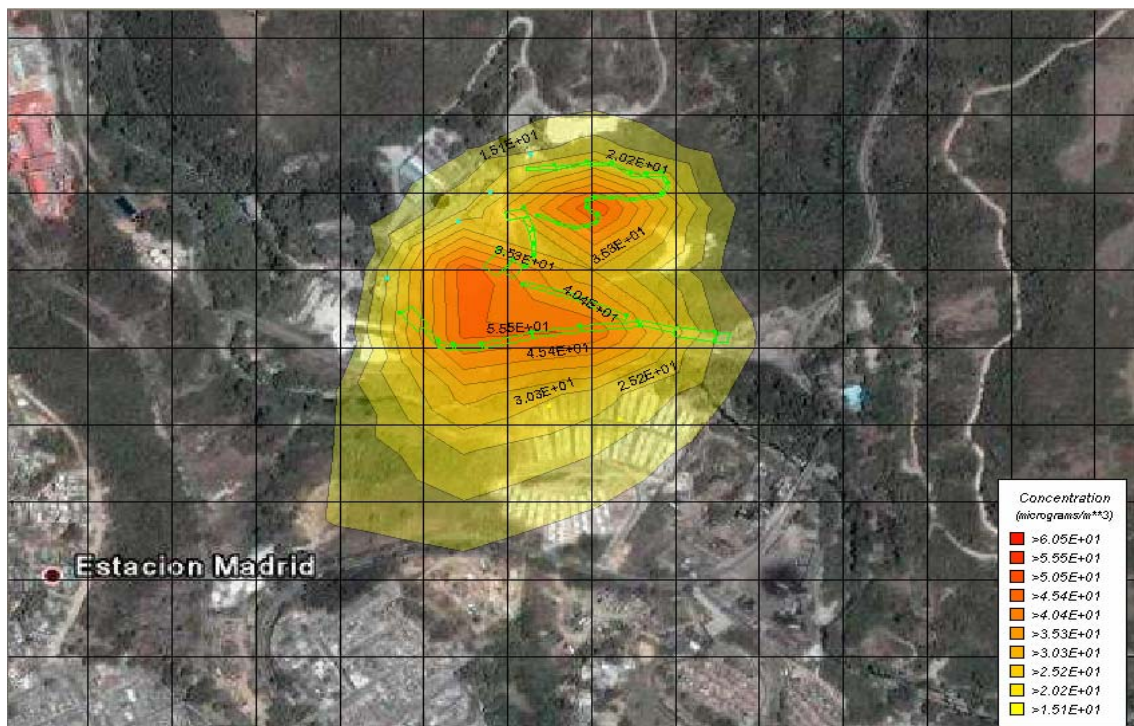 1.51E+01
2.02E+01
3.53E+01
3.53E+01
4.04E+01
5.55E+01
4.54E+01
2.52E+01
3.03E+01
Estacion Madrid
Concentration
(micrograms/m**3)
>6.05E+01
>5.55E+01
>5.05E+01
>4.54E+01
>4.04E+01
>3.53E+01
>3.03E+01
>2.52E+01
>2.02E+01
>1.51E+01